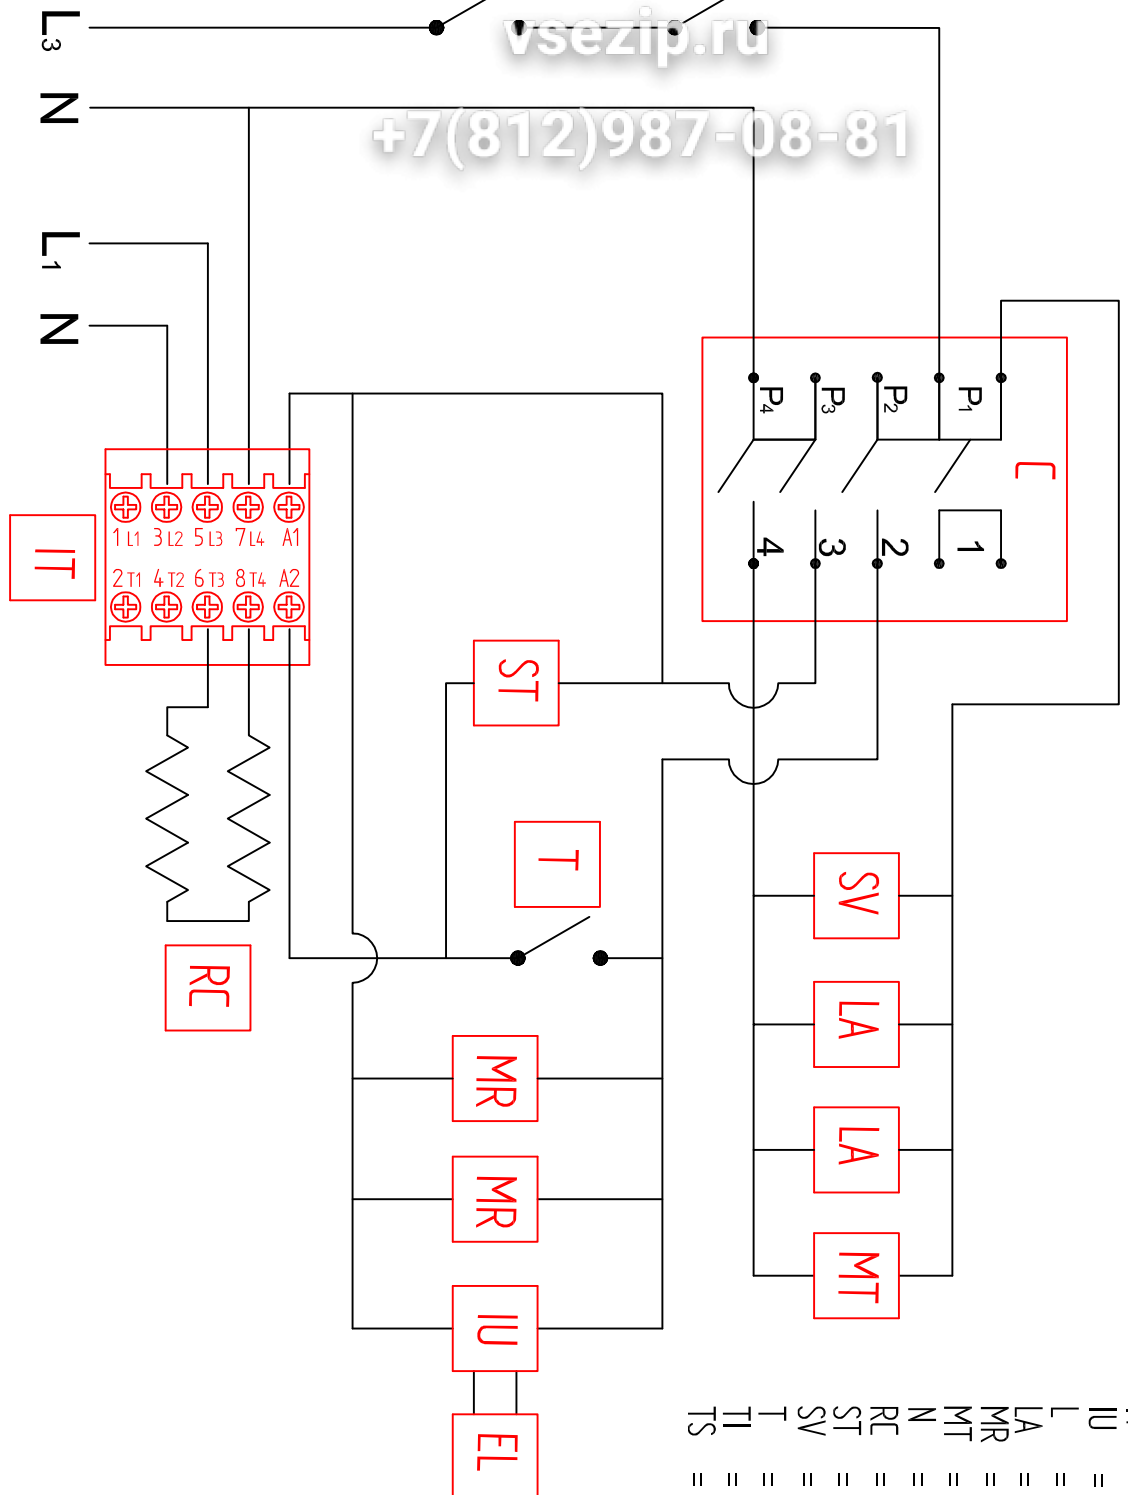 L3
vsezip.ru
N
+7(812)987-08-81
L1
N
P4 P3 P2 P1
C
4 3 2 1
1 L1 3 L2 5 L3 7 L4 A1
2 T1 4 T2 6 T3 8 T4 A2
IT
ST
T
SV
RC
LA
MR
LA
MR
MT
IU
EL
IU =
L =
LA =
MR =
MT =
N =
RC =
ST =
SV =
T =
TI =
TS =